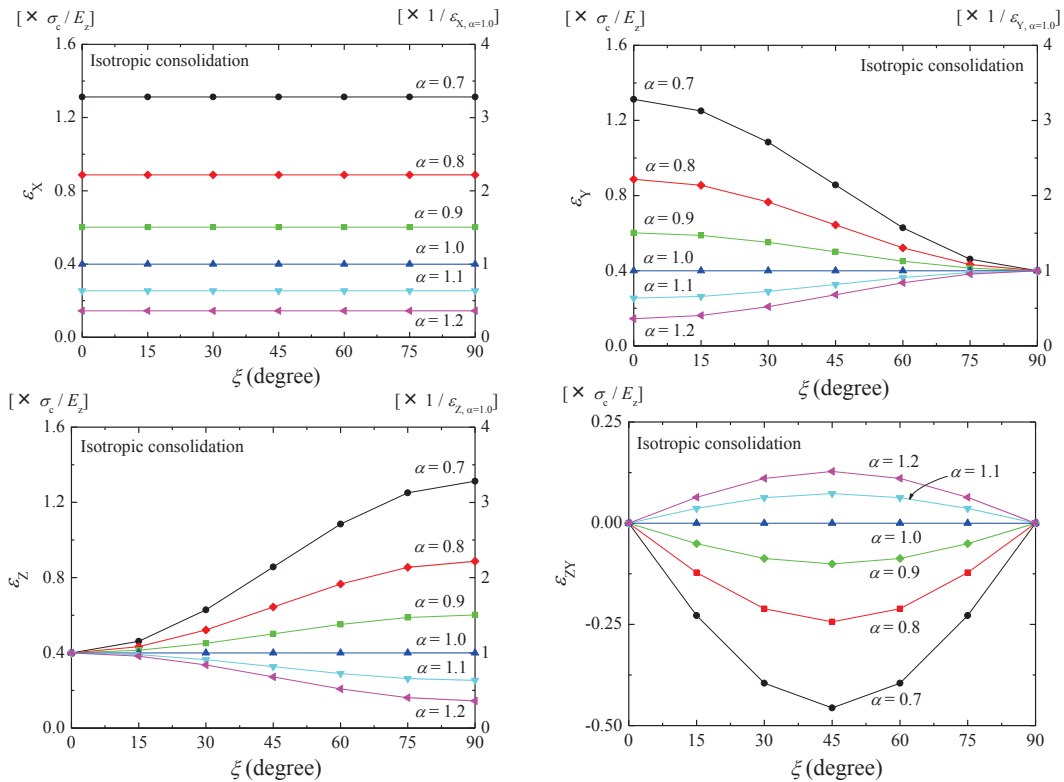 [× σc/Ez]
[× 1 / εX, α=1.0]
Isotropic consolidation
εX
1.6
1.2
0.8
0.4
0.0
4
3
2
1
0
α = 0.7
α = 0.8
α = 0.9
α = 1.0
α = 1.1
α = 1.2
0 15 30 45 60 75 90
ξ (degree)
[× σc/Ez]
[× 1 / εY, α=1.0]
Isotropic consolidation
εY
1.6
1.2
0.8
0.4
0.0
4
3
2
1
0
α = 0.7
α = 0.8
α = 0.9
α = 1.0
α = 1.1
α = 1.2
0 15 30 45 60 75 90
ξ (degree)
[× σc/Ez]
[× 1 / εZ, α=1.0]
Isotropic consolidation
εZ
1.6
1.2
0.8
0.4
0.0
4
3
2
1
0
α = 0.7
α = 0.8
α = 0.9
α = 1.0
α = 1.1
α = 1.2
0 15 30 45 60 75 90
ξ (degree)
[× σc/Ez]
Isotropic consolidation
εZY
0.25
0.00
-0.25
-0.50
α = 1.2
α = 1.1
α = 1.0
α = 0.9
α = 0.8
α = 0.7
0 15 30 45 60 75 90
ξ (degree)